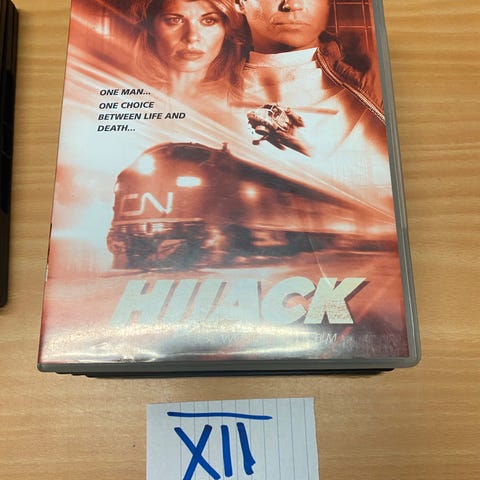 ONE MAN...
ONE CHOICE
BETWEEN LIFE AND
DEATH...
CN
HIJACK
XII